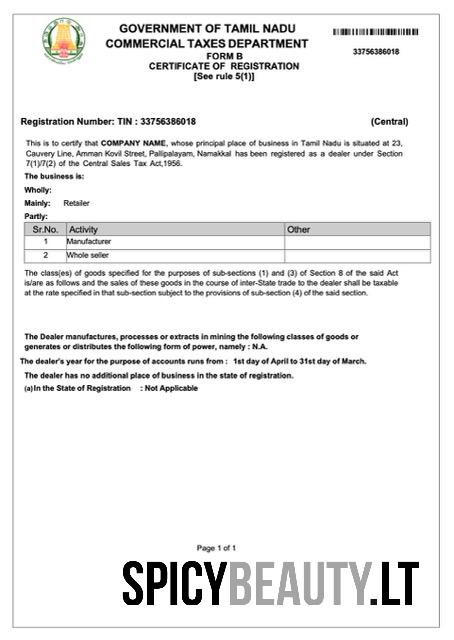 GOVERNMENT OF TAMIL NADU
COMMERCIAL TAXES DEPARTMENT
FORM B
CERTIFICATE OF REGISTRATION
[See rule 5(1)]
33756386018
Registration Number: TIN : 33756386018 (Central)
This is to certify that COMPANY NAME, whose principal place of business in Tamil Nadu is situated at 23,
Cauvery Line, Amman Kovil Street, Pallipalayam, Namakkal has been registered as a dealer under Section
7(1)/7(2) of the Central Sales Tax Act,1956.
The business is:
Wholly:
Mainly: Retailer
Partly:
Sr.No. Activity Other
1 Manufacturer
2 Whole seller
The class(es) of goods specified for the purposes of sub-sections (1) and (3) of Section 8 of the said Act
is/are as follows and the sales of these goods in the course of inter-State trade to the dealer shall be taxable
at the rate specified in that sub-section subject to the provisions of sub-section (4) of the said section.
The Dealer manufactures, processes or extracts in mining the following classes of goods or
generates or distributes the following form of power, namely : N.A.
The dealer's year for the purpose of accounts runs from : 1st day of April to 31st day of March.
The dealer has no additional place of business in the state of registration.
(a) In the State of Registration : Not Applicable
Page 1 of 1
SPICYBEAUTY.LT